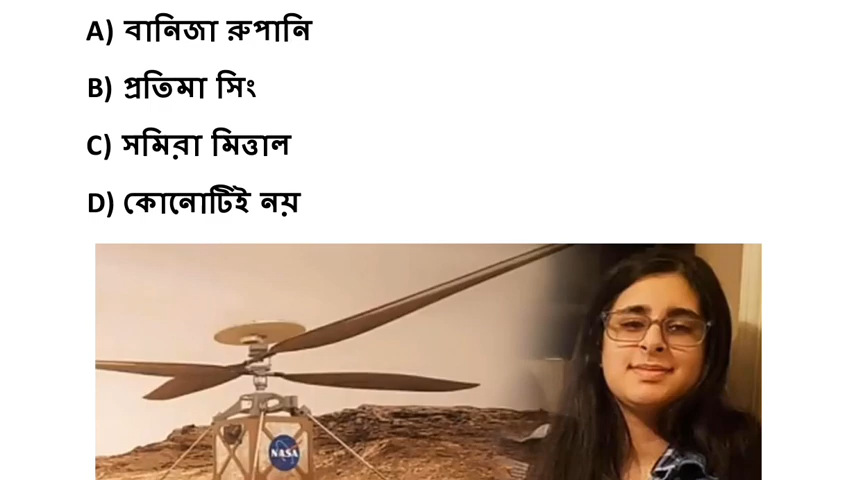 A) বানিজা রুপানি
B) প্রতিমা সিং
C) সমিরা মিত্তাল
D) কোনোটিই নয়
NASA